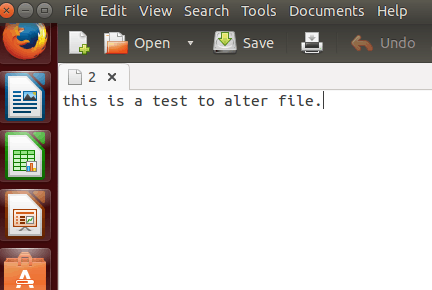 File Edit View Search Tools Documents Help
Open Save Undo
2
this is a test to alter file.